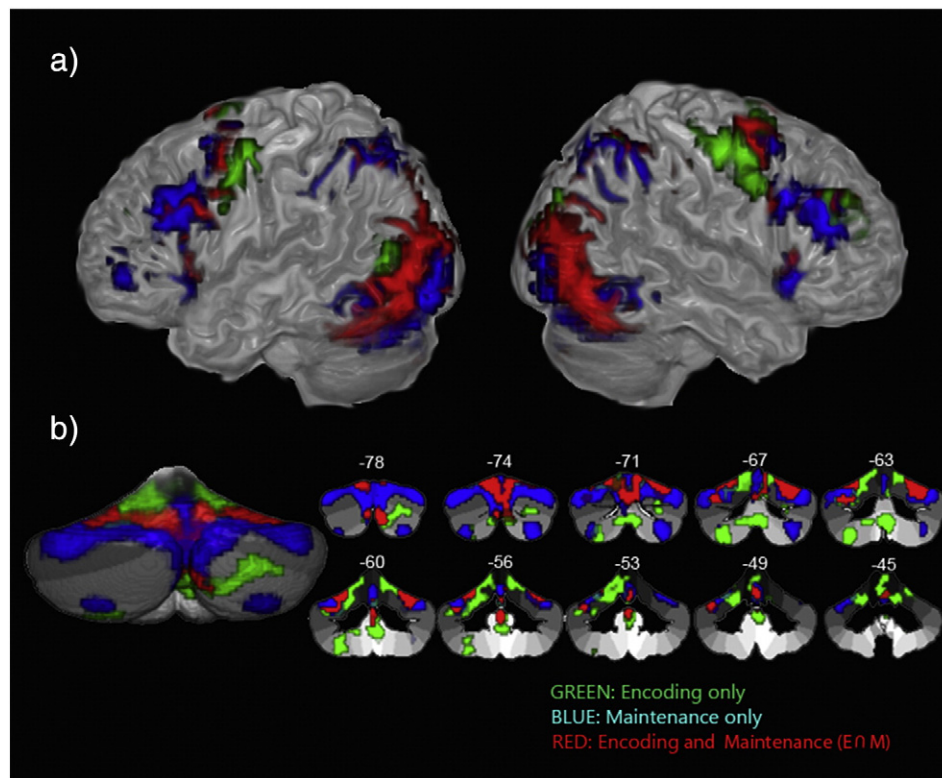 a)
b)
-78 -74 -71 -67 -63
-60 -56 -53 -49 -45
GREEN: Encoding only
BLUE: Maintenance only
RED: Encoding and Maintenance (E∩M)